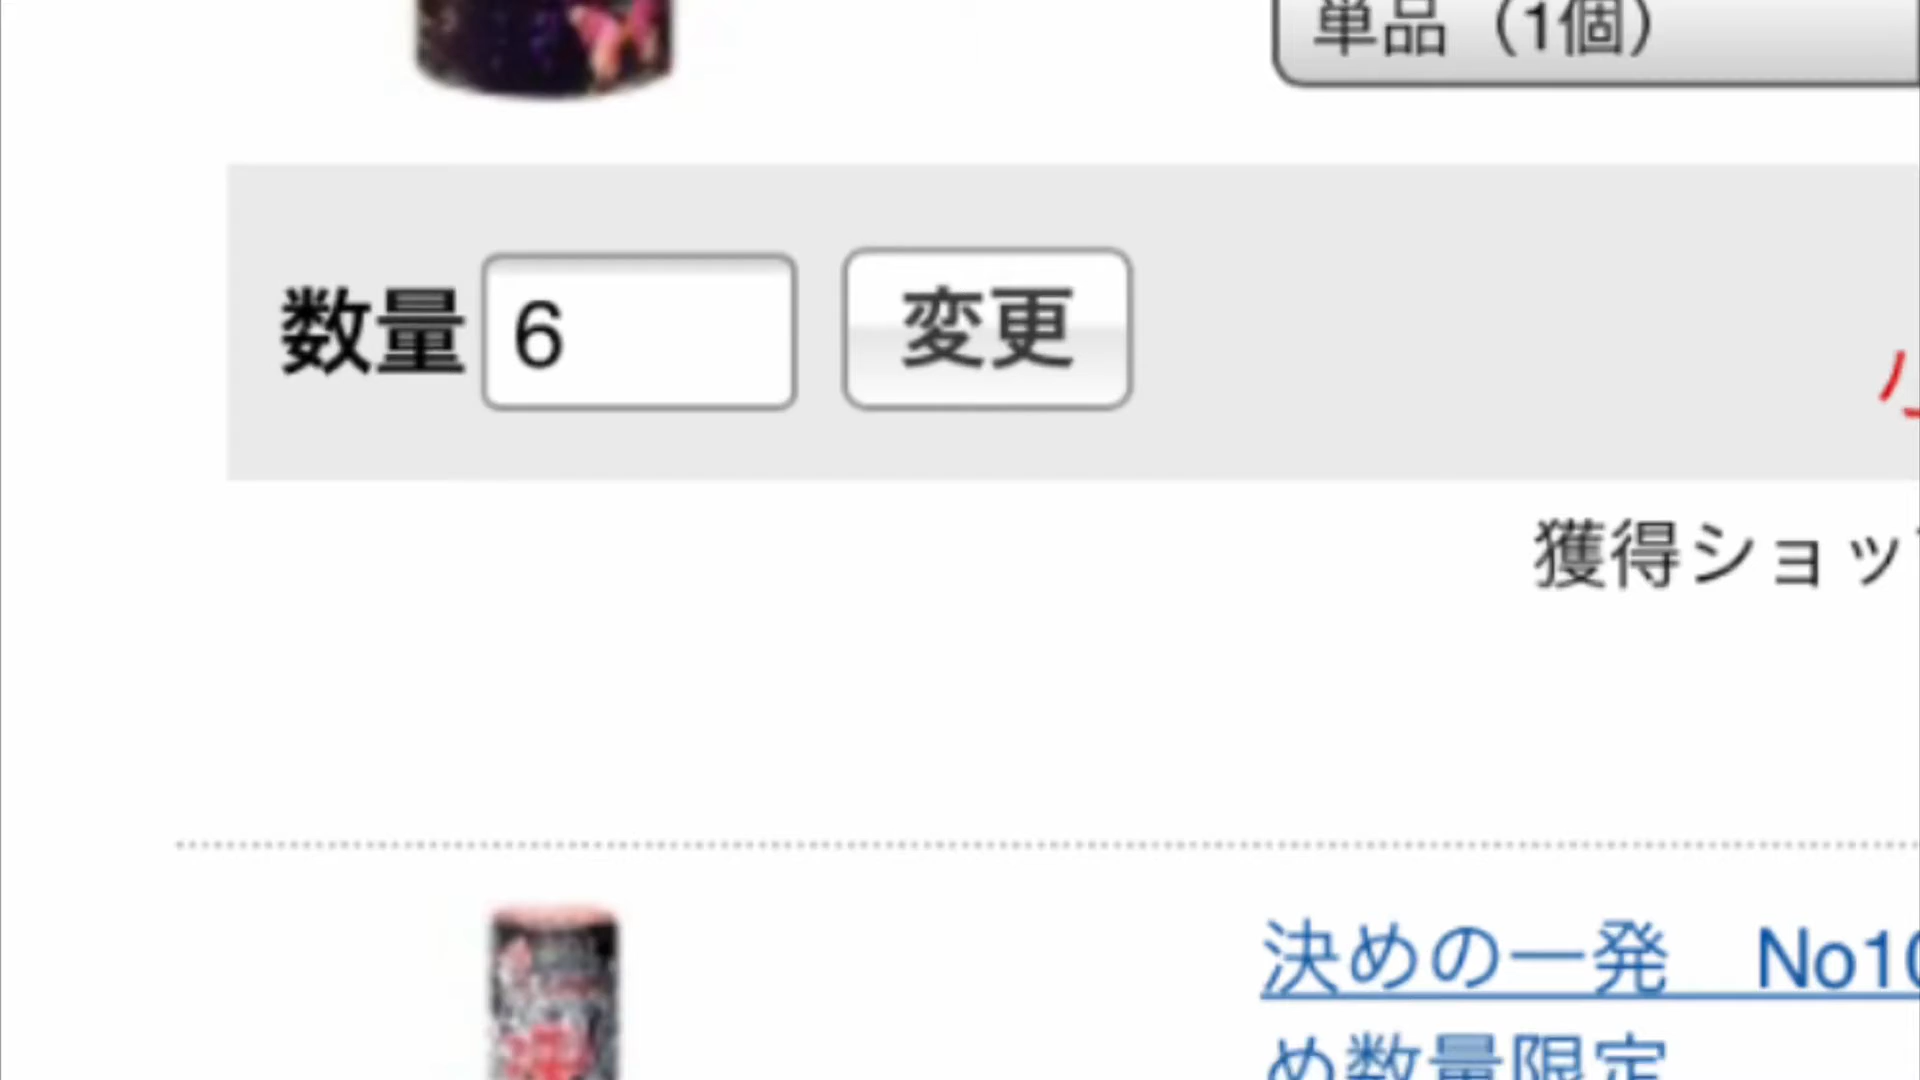 単品（1個）
数量 6 変更
獲得ショッ
決めの一発　No10
め数量限定